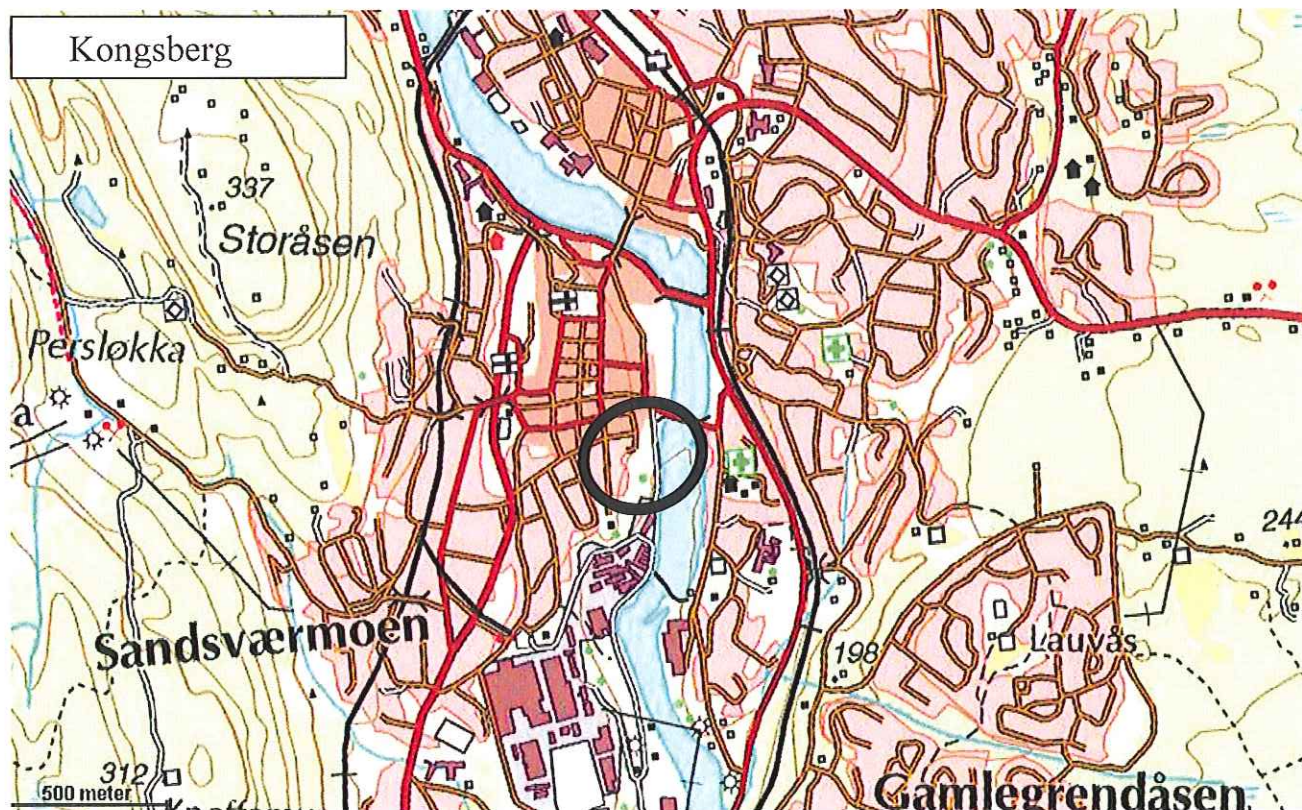 Kongsberg
337
Storåsen
Persløkka
a
244
Sandsværmoen
198
Lauvås
312
500 meter
Gamlegrendåsen